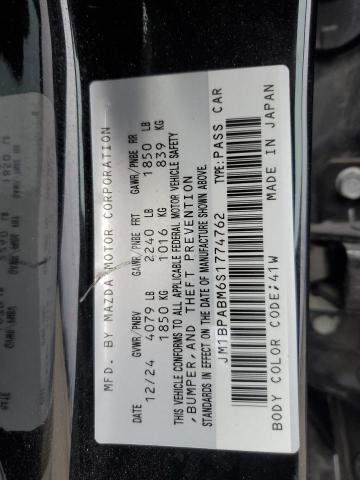 MFD. BY MAZDA MOTOR CORPORATION
GVWR/PNBV GAWR/PNBE FRT GAWR/PNBE RR
DATE
12/24 4079 LB 2240 LB 1850 LB
1850 KG 1016 KG 839 KG
THIS VEHICLE CONFORMS TO ALL APPLICABLE FEDERAL MOTOR VEHICLE SAFETY
,BUMPER,AND THEFT PREVENTION
STANDARDS IN EFFECT ON THE DATE OF MANUFACTURE SHOWN ABOVE.
JM1BPABM6S1774762 TYPE:PASS CAR
BODY COLOR CODE;41W MADE IN JAPAN